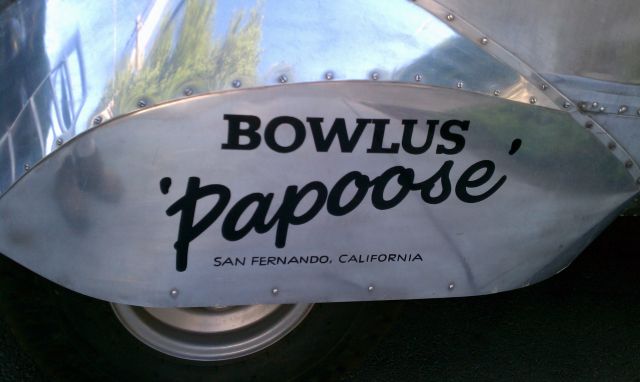 BOWLUS
'Papoose'
SAN FERNANDO, CALIFORNIA